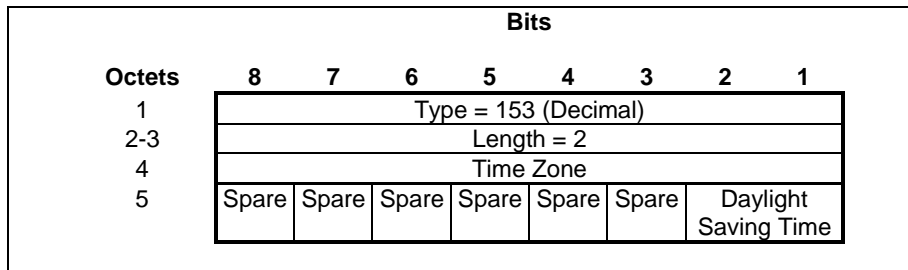 Bits
Octets 8 7 6 5 4 3 2 1
1 Type = 153 (Decimal)
2-3 Length = 2
4 Time Zone
5 Spare Spare Spare Spare Spare Spare Daylight
Saving Time